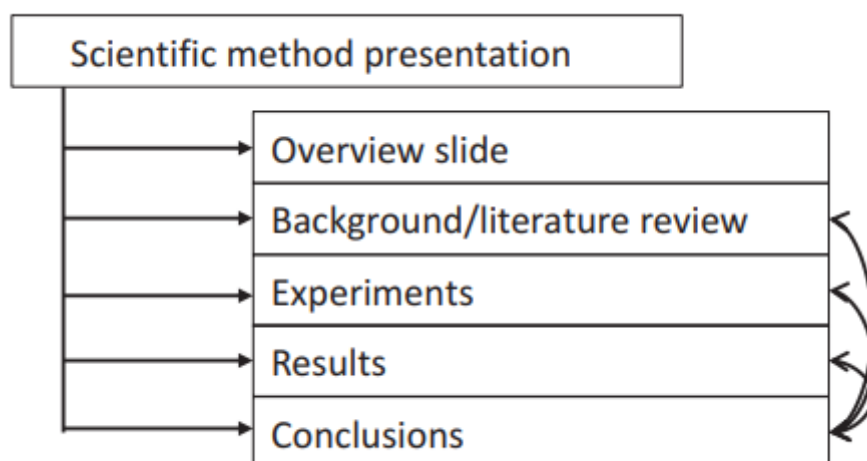 Scientific method presentation
Overview slide
Background/literature review
Experiments
Results
Conclusions